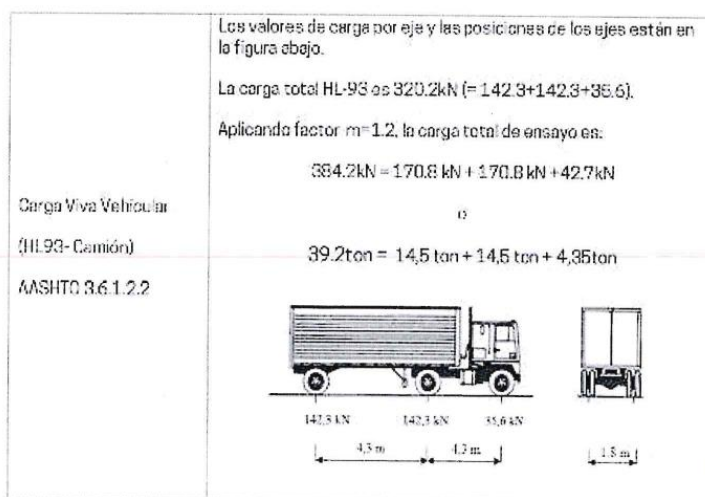 Los valores de carga por eje y las posiciones de los ejes están en
la figura abajo.
La carga total HL-93 es 320.2kN (= 142.3+142.3+35.6).
Aplicando factor m=1.2, la carga total de ensayo es:
384.2kN = 170.8 kN + 170.8 kN +42.7kN
o
39.2ton = 14,5 ton + 14,5 ton + 4,35ton
Carga Viva Vehicular
(HL93- Camión)
AASHTO 3.6.1.2.2
142,3 kN 142,3 kN 35,6 kN
4,3 m 4,3 m 1.8 m